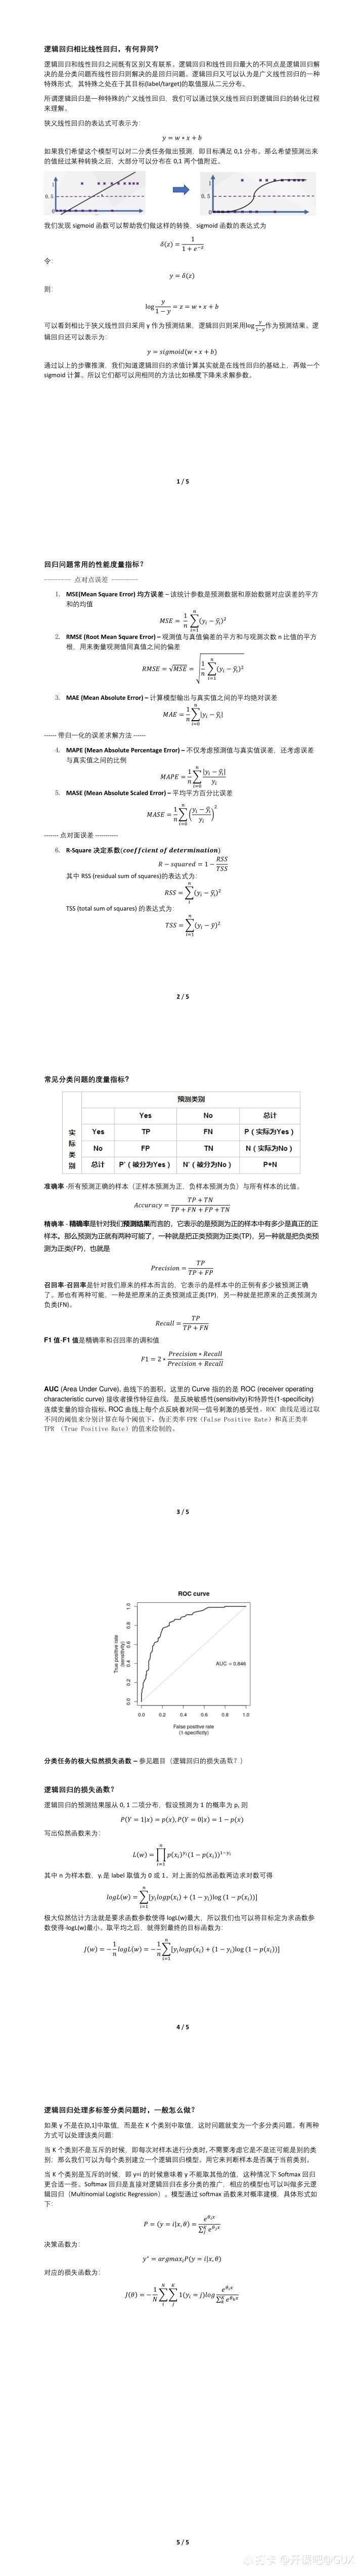 逻辑回归相比线性回归，有何异同?
逻辑回归和线性回归之间既有区别又有联系。逻辑回归和线性回归最大的不同点是逻辑回归解
决的是分类问题而线性回归则解决的是回归问题。逻辑回归又可以认为是广义线性回归的一种
特殊形式，其特殊之处在于其目标(label/target)的取值服从二元分布。
所谓逻辑回归是一种特殊的广义线性回归，我们可以通过狭义线性回归到逻辑回归的转化过程
来理解。
狭义线性回归的表达式可表示为:
y = w * x + b
如果我们希望这个模型可以对二分类任务做出预测，即目标满足 0,1 分布。那么希望预测出来
的值经过某种转换之后，大部分可以分布在 0,1 两个值附近。
1 0.5 0 1 0.5 0
我们发现 sigmoid 函数可以帮助我们做这样的转换，sigmoid 函数的表达式为
δ(z) = 1 / (1 + e^{-z})
令:
y = δ(z)
则:
log y/(1 − y) = z = w * x + b
可以看到相比于狭义线性回归采用 y 作为预测结果，逻辑回归则采用log y/(1−y)作为预测结果。逻
辑回归还可以表示为:
y = sigmoid(w * x + b)
通过以上的步骤推演，我们知道逻辑回归的求值计算其实就是在线性回归的基础上，再做一个
sigmoid 计算。所以它们都可以用相同的方法比如梯度下降来求解参数。
1 / 5
回归问题常用的性能度量指标?
----------- 点对点误差 -----------
1. MSE(Mean Square Error) 均方误差 – 该统计参数是预测数据和原始数据对应误差的平方
和的均值
MSE = 1/n ∑_{i=1}^{n} (y_i − ŷ_i)²
2. RMSE (Root Mean Square Error) – 观测值与真值偏差的平方和与观测次数 n 比值的平方
根，用来衡量观测值同真值之间的偏差
RMSE = √MSE = √(1/n ∑_{i=1}^{n} (y_i − ŷ_i)²)
3. MAE (Mean Absolute Error) – 计算模型输出与真实值之间的平均绝对误差
MAE = 1/n ∑_{i=0}^{n} |y_i − ŷ_i|
------ 带归一化的误差求解方法 ------
4. MAPE (Mean Absolute Percentage Error) – 不仅考虑预测值与真实值误差，还考虑误差
与真实值之间的比例
MAPE = 1/n ∑_{i=0}^{n} |y_i − ŷ_i| / y_i
5. MASE (Mean Absolute Scaled Error) – 平均平方百分比误差
MASE = 1/n ∑_{i=0}^{n} ((y_i − ŷ_i) / y_i)²
------- 点对面误差 ----------
6. R-Square 决定系数(coeffcient of determination)
R − squared = 1 − RSS/TSS
其中 RSS (residual sum of squares)的表达式为:
RSS = ∑_{i}^{n} (y_i − ŷ_i)²
TSS (total sum of squares) 的表达式为:
TSS = ∑_{i=1}^{n} (y_i − ȳ)²
2 / 5
常见分类问题的度量指标?
预测类别
Yes No 总计
实际类别
Yes TP FN P（实际为Yes）
No FP TN N（实际为No）
总计 P'（被分为Yes） N'（被分为No） P+N
准确率 -所有预测正确的样本（正样本预测为正，负样本预测为负）与所有样本的比值。
Accuracy = (TP + TN) / (TP + FN + FP + TN)
精确率 - 精确率是针对我们预测结果而言的，它表示的是预测为正的样本中有多少是真正的正
样本。那么预测为正就有两种可能了，一种就是把正类预测为正类(TP)，另一种就是把负类预
测为正类(FP)，也就是
Precision = TP / (TP + FP)
召回率 -召回率是针对我们原来的样本而言的，它表示的是样本中的正例有多少被预测正确
了。那也有两种可能，一种是把原来的正类预测成正类(TP)，另一种就是把原来的正类预测为
负类(FN)。
Recall = TP / (TP + FN)
F1 值-F1 值是精确率和召回率的调和值
F1 = 2 * (Precision * Recall) / (Precision + Recall)
AUC (Area Under Curve), 曲线下的面积。这里的 Curve 指的的是 ROC (receiver operating
characteristic curve) 接收者操作特征曲线，是反映敏感性(sensitivity)和特异性(1-specificity)
连续变量的综合指标, ROC 曲线上每个点反映着对同一信号刺激的感受性。ROC 曲线是通过取
不同的阈值来分别计算在每个阈值下，伪正类率 FPR（False Positive Rate）和真正类率
TPR （True Positive Rate）的值来绘制的。
3 / 5
ROC curve
True positive rate
(sensitivity)
1.0
0.8
0.6
0.4
0.2
0.0
AUC = 0.846
0.0 0.2 0.4 0.6 0.8 1.0
False positive rate
(1-specificity)
分类任务的极大似然损失函数 – 参见题目（逻辑回归的损失函数？）
逻辑回归的损失函数?
逻辑回归的预测结果服从 0, 1 二项分布，假设预测为 1 的概率为 p, 则
P(Y = 1|x) = p(x), P(Y = 0|x) = 1 − p(x)
写出似然函数来为:
L(w) = ∏_{i=1}^{n} p(x_i)^{y_i} (1 − p(x_i))^{1−y_i}
其中 n 为样本数，y_i 是 label 取值为 0 或 1。对上面的似然函数两边求对数可得
logL(w) = ∑_{i=1}^{n} [y_i logp(x_i) + (1 − y_i)log (1 − p(x_i))]
极大似然估计方法就是要求函数参数使得 logL(w)最大，所以我们也可以将目标定为求函数参
数使得-logL(w)最小。取平均之后，就得到最终的目标函数为:
J(w) = − 1/n logL(w) = − 1/n ∑_{i=1}^{n} [y_i logp(x_i) + (1 − y_i)log (1 − p(x_i))]
4 / 5
逻辑回归处理多标签分类问题时，一般怎么做?
如果 y 不是在[0,1]中取值，而是在 K 个类别中取值，这时问题就变为一个多分类问题。有两种
方式可以处理该类问题:
当 K 个类别不是互斥的时候，即每次对样本进行分类时，不需要考虑它是不是还可能是别的类
别；那么我们可以为每个类别建立一个逻辑回归模型。用它来判断样本是否属于当前类别。
当 K 个类别是互斥的时候，即 y=i 的时候意味着 y 不能取其他的值，这种情况下 Softmax 回归
更合适一些。Softmax 回归是直接对逻辑回归在多分类的推广，相应的模型也可以叫做多元逻
辑回归（Multinomial Logistic Regression）。模型通过 softmax 函数来对概率建模，具体形式如
下:
P = (y = i|x, θ) = e^{θ_i x} / ∑_{j}^{K} e^{θ_j x}
决策函数为:
y* = argmax_i P(y = i|x, θ)
对应的损失函数为:
J(θ) = − 1/N ∑_{i}^{N} ∑_{j}^{K} 1(y_i = j)log e^{θ_i x} / ∑_{k}^{K} e^{θ_k x}
5 / 5
@开课吧@GUX